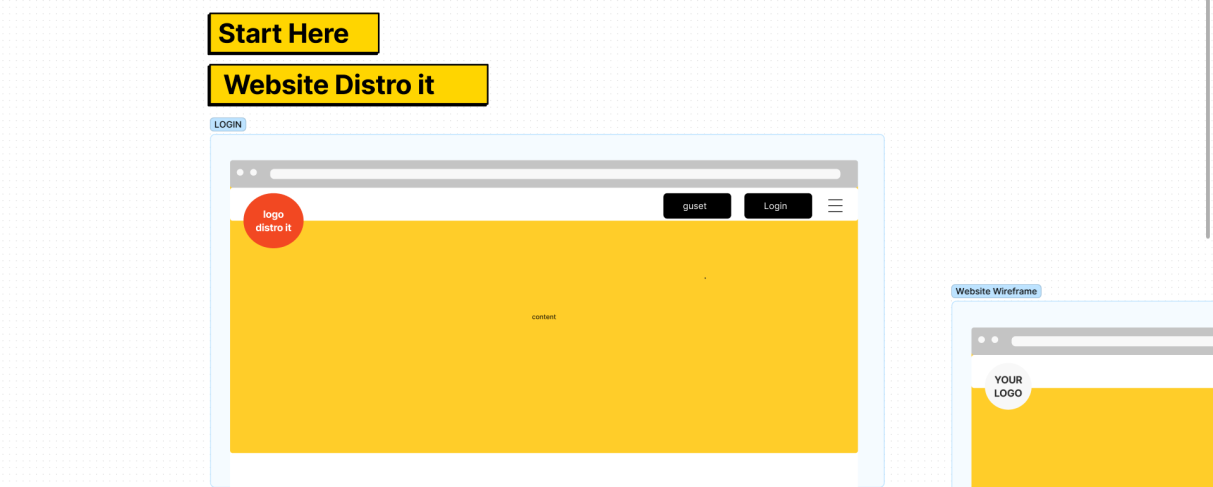 Start Here
Website Distro it
LOGIN
logo
distro it
guset
Login
content
Website Wireframe
YOUR
LOGO